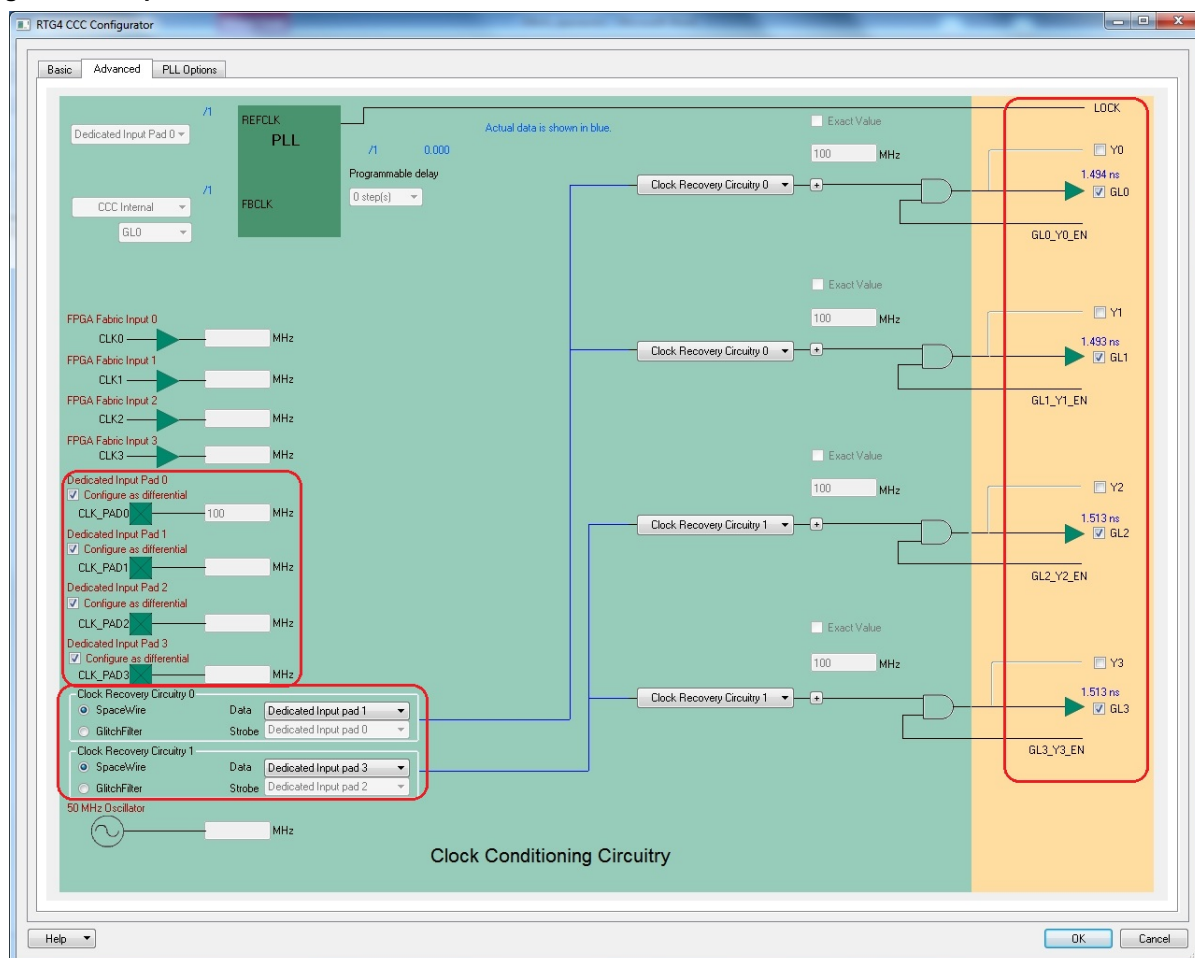 RTG4 CCC Configurator
Basic Advanced PLL Options
Dedicated Input Pad 0
/1
REFCLK
PLL
/1
FBCLK
CCC Internal
GL0
/1 0.000
Programmable delay
0 step(s)
Actual data is shown in blue.
Exact Value
100 MHz
Clock Recovery Circuitry 0
+
LOCK
Y0
1.494 ns
GL0
GL0_Y0_EN
Exact Value
100 MHz
Clock Recovery Circuitry 0
+
Y1
1.493 ns
GL1
GL1_Y1_EN
FPGA Fabric Input 0
CLK0 MHz
FPGA Fabric Input 1
CLK1 MHz
FPGA Fabric Input 2
CLK2 MHz
FPGA Fabric Input 3
CLK3 MHz
Dedicated Input Pad 0
Configure as differential
CLK_PAD0 100 MHz
Dedicated Input Pad 1
Configure as differential
CLK_PAD1 MHz
Dedicated Input Pad 2
Configure as differential
CLK_PAD2 MHz
Dedicated Input Pad 3
Configure as differential
CLK_PAD3 MHz
Exact Value
100 MHz
Clock Recovery Circuitry 1
+
Y2
1.513 ns
GL2
GL2_Y2_EN
Exact Value
100 MHz
Clock Recovery Circuitry 1
+
Y3
1.513 ns
GL3
GL3_Y3_EN
Clock Recovery Circuitry 0
SpaceWire Data Dedicated Input pad 1
GlitchFilter Strobe Dedicated Input pad 0
Clock Recovery Circuitry 1
SpaceWire Data Dedicated Input pad 3
GlitchFilter Strobe Dedicated Input pad 2
50 MHz Oscillator
MHz
Clock Conditioning Circuitry
Help OK Cancel